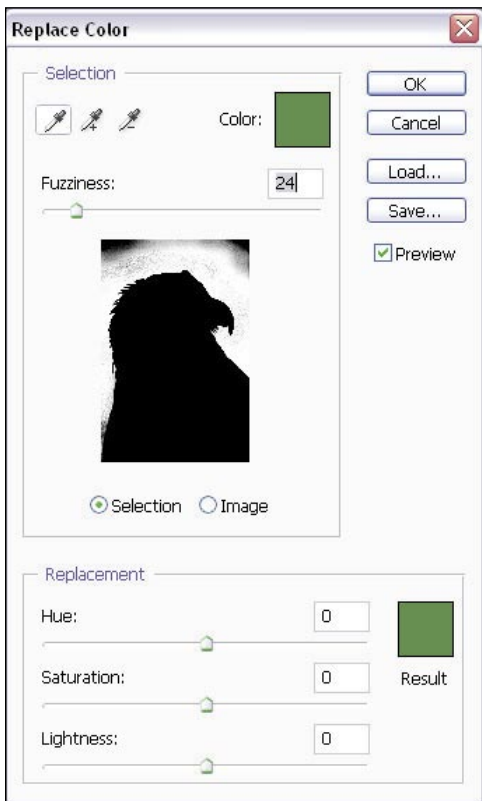 Replace Color
Selection
Color:
Fuzziness: 24
Selection Image
OK
Cancel
Load...
Save...
Preview
Replacement
Hue: 0
Saturation: 0
Result
Lightness: 0